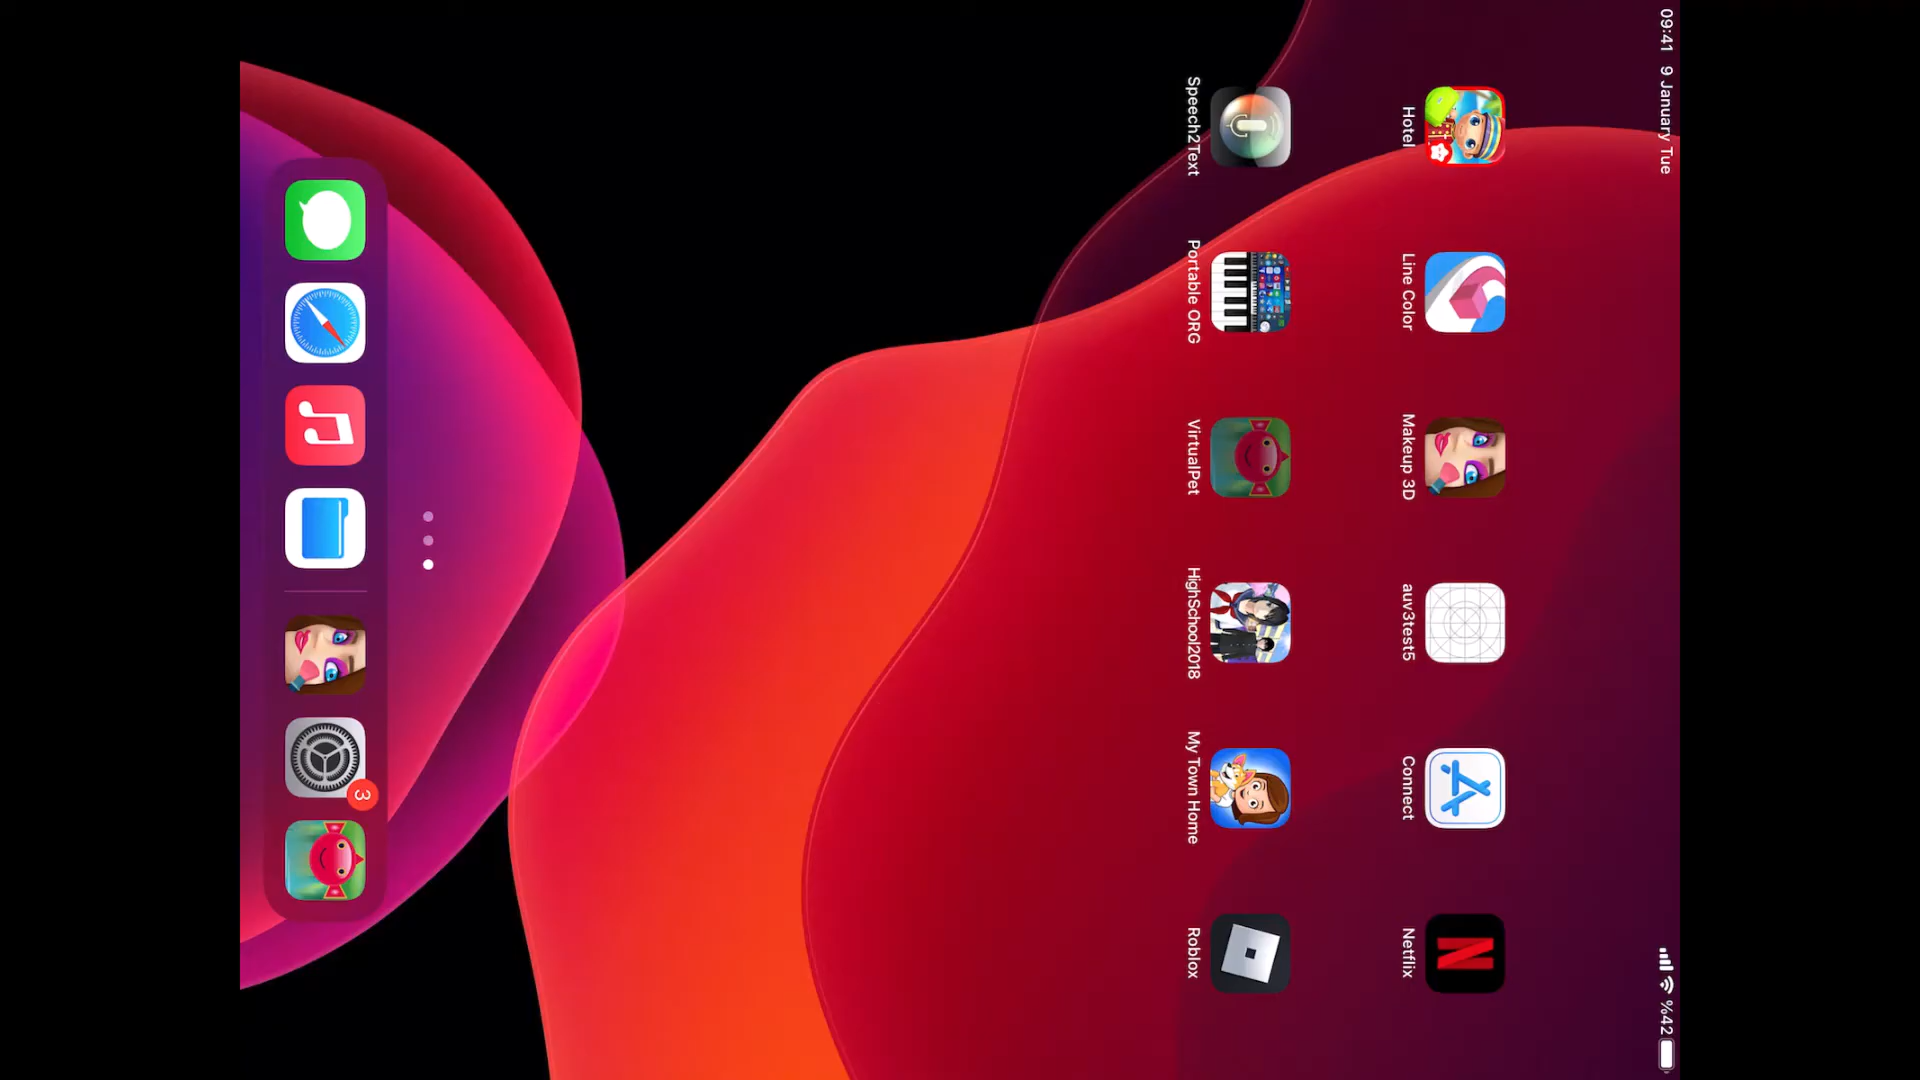 09:41 9 January Tue
%42
Hotel
Line Color
Makeup 3D
auv3test5
Connect
Netflix
Speech2Text
Portable ORG
VirtualPet
HighSchool2018
My Town Home
Roblox
3